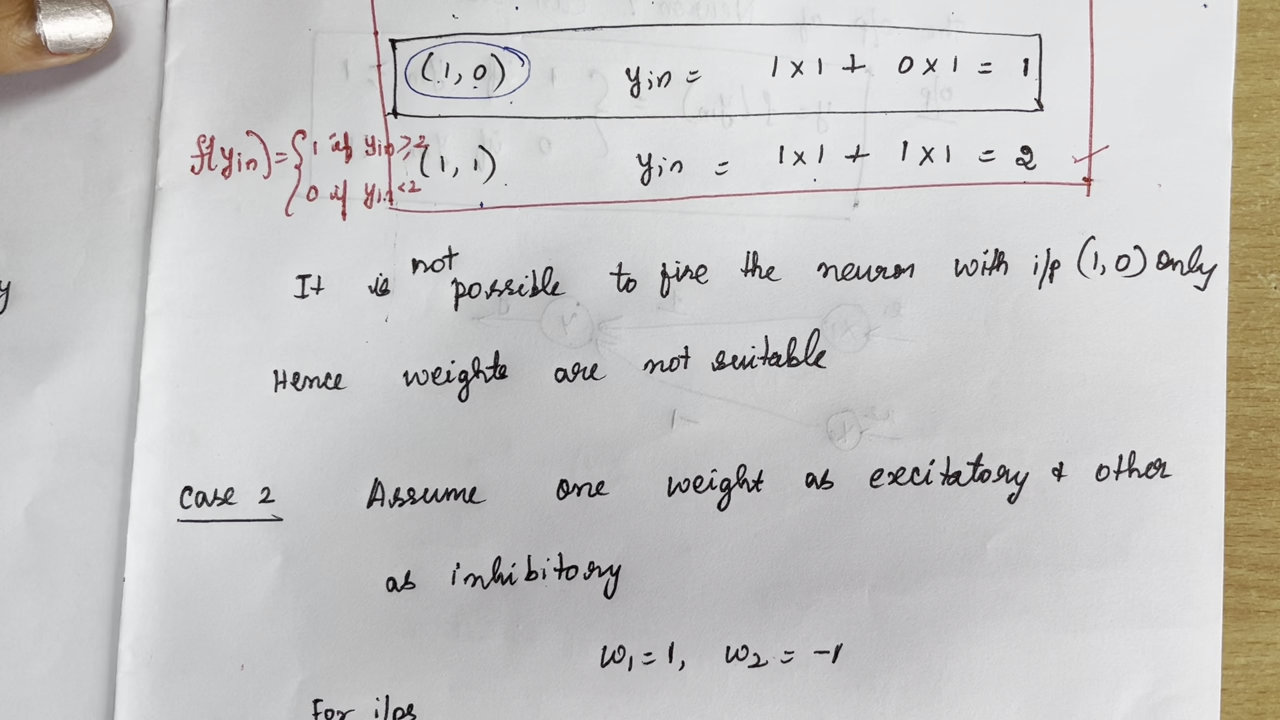 (1,0) yin = 1 x 1 + 0 x 1 = 1
f(yin) = { 1 if yin ≥ 2
0 if yin < 2
(1,1) yin = 1 x 1 + 1 x 1 = 2
It is not possible to fire the neuron with i/p (1,0) only
Hence weights are not suitable
Case 2 Assume one weight as excitatory & other
as inhibitory
w₁ = 1, w₂ = -1
For i/ps